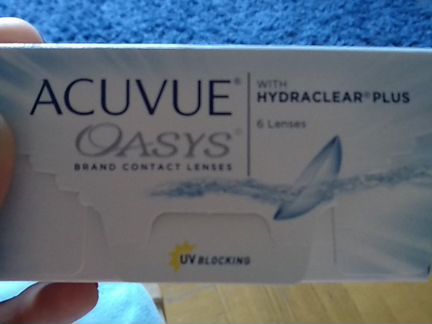 ACUVUE®
OASYS®
BRAND CONTACT LENSES
WITH
HYDRACLEAR® PLUS
6 Lenses
UV BLOCKING